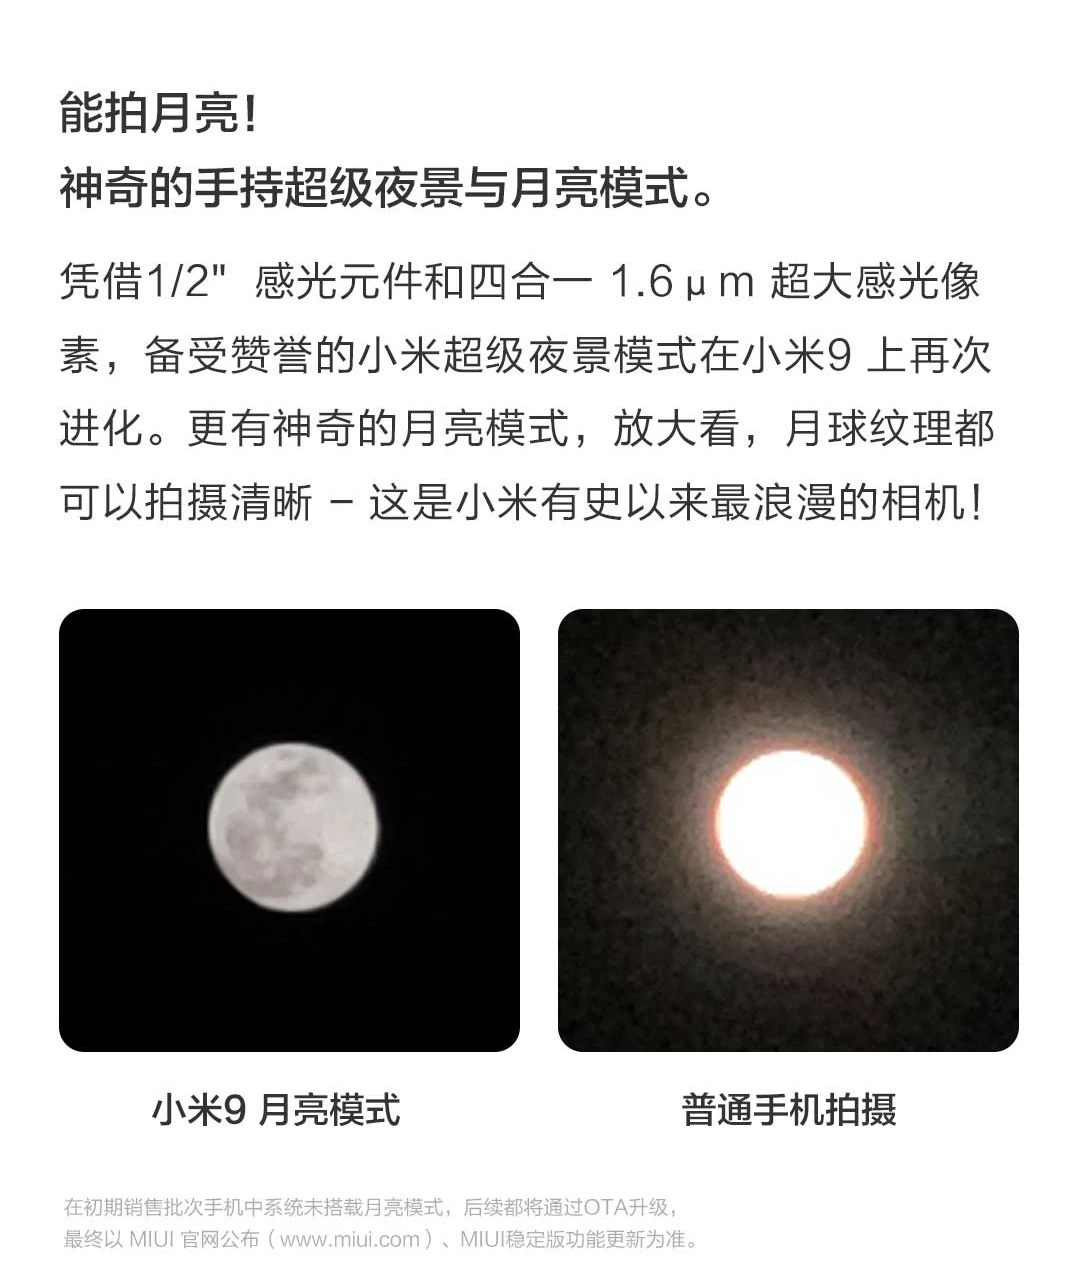 能拍月亮！
神奇的手持超级夜景与月亮模式。
凭借1/2" 感光元件和四合一 1.6μm 超大感光像
素，备受赞誉的小米超级夜景模式在小米9 上再次
进化。更有神奇的月亮模式，放大看，月球纹理都
可以拍摄清晰 – 这是小米有史以来最浪漫的相机！
小米9 月亮模式
普通手机拍摄
在初期销售批次手机中系统未搭载月亮模式，后续都将通过OTA升级，
最终以 MIUI 官网公布（www.miui.com）、MIUI稳定版功能更新为准。